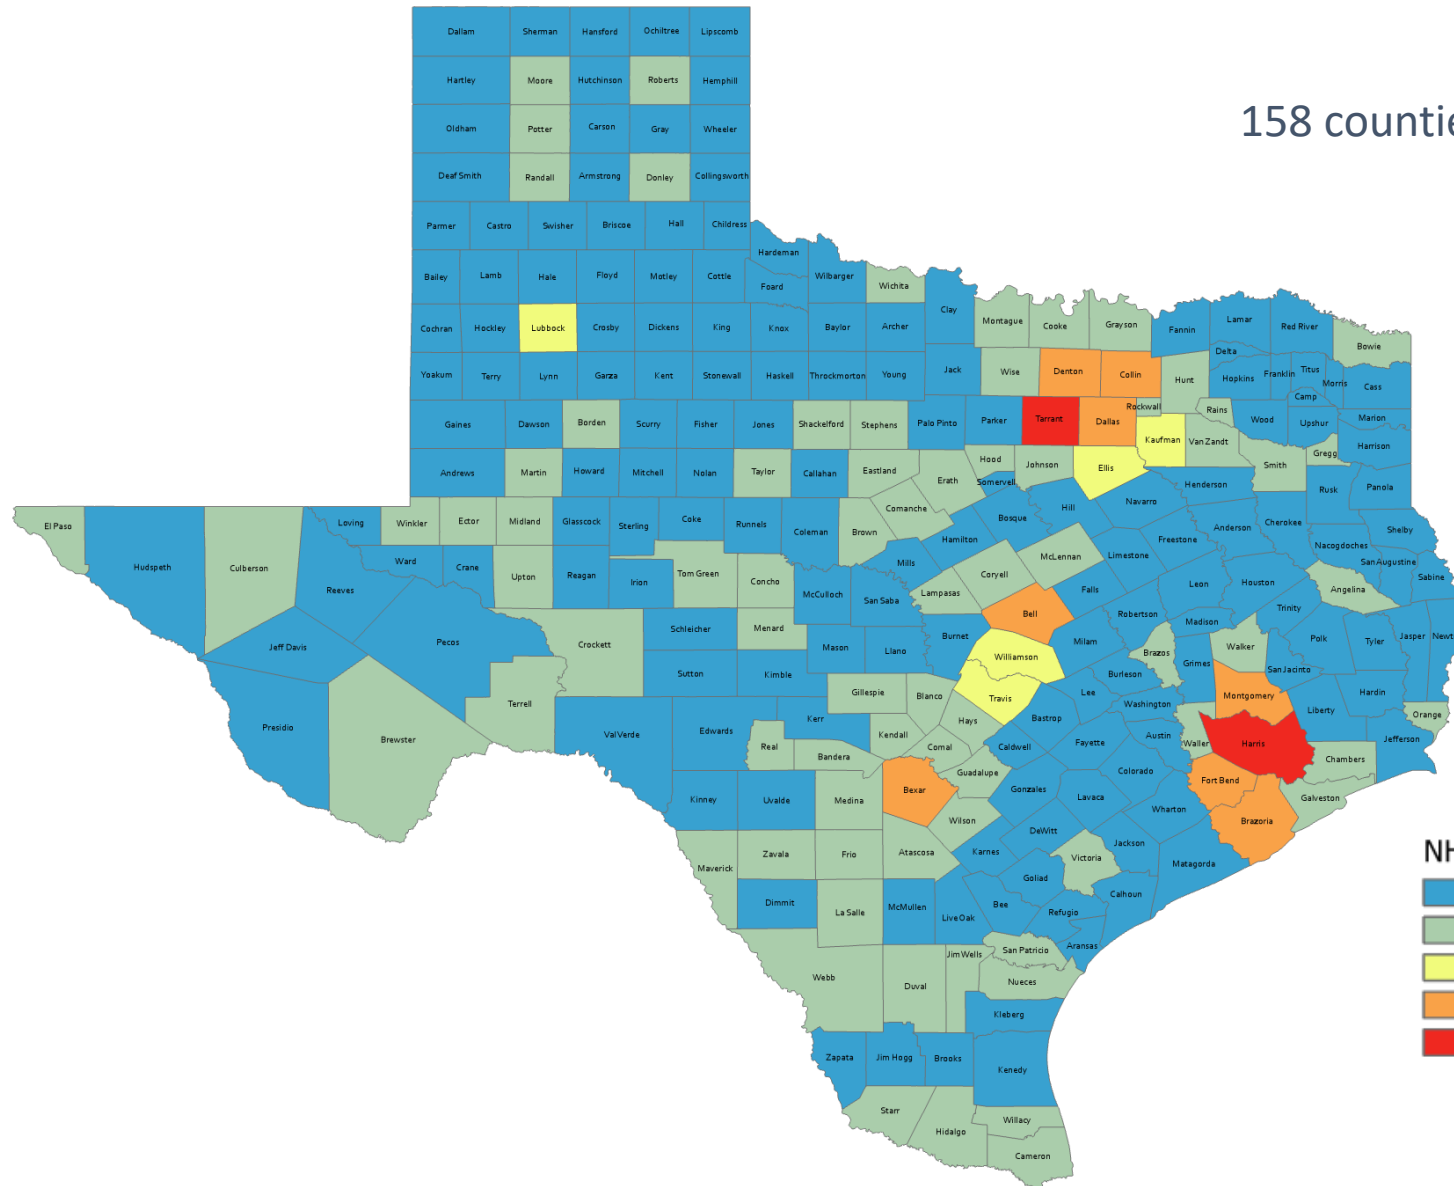 Dallam Sherman Hansford Ochiltree Lipscomb
Hartley Moore Hutchinson Roberts Hemphill
158 countie
Oldham Potter Carson Gray Wheeler
Deaf Smith Randall Armstrong Donley Collingsworth
Parmer Castro Swisher Briscoe Hall Childress
Hardeman
Bailey Lamb Hale Floyd Motley Cottle Foard Wilbarger Wichita
Clay Montague Cooke Grayson Fannin Lamar Red River Bowie
Cochran Hockley Lubbock Crosby Dickens King Knox Baylor Archer
Delta
Yoakum Terry Lynn Garza Kent Stonewall Haskell Throckmorton Young Jack Wise Denton Collin Hunt Hopkins Franklin Titus Morris Cass
Camp
Rockwall Rains
Gaines Dawson Borden Scurry Fisher Jones Shackelford Stephens Palo Pinto Parker Tarrant Dallas Kaufman Van Zandt Wood Upshur Marion
Harrison
Gregg
Andrews Martin Howard Mitchell Nolan Taylor Callahan Eastland Erath Hood Johnson Ellis Smith
Somervell Henderson Rusk Panola
El Paso Hudspeth Culberson Loving Winkler Ector Midland Glasscock Sterling Coke Runnels Coleman Brown Comanche Bosque Hill Navarro Anderson Cherokee Shelby
Hamilton Freestone Nacogdoches
Reeves Ward Crane Upton Reagan Irion Tom Green Concho Mills McLennan Limestone San Augustine
Sabine
McCulloch San Saba Lampasas Coryell Falls Leon Houston Angelina
Jeff Davis Pecos Crockett Schleicher Menard Mason Llano Burnet Bell Milam Robertson Madison Trinity Polk Tyler Jasper Newt
Presidio Brewster Terrell Sutton Kimble Williamson Brazos Grimes Walker San Jacinto
Burleson
Gillespie Blanco Travis Lee Washington Montgomery Liberty Hardin Orange
Val Verde Edwards Kerr Real Bandera Kendall Hays Bastrop Austin Waller Harris Chambers Jefferson
Comal Caldwell Fayette
Kinney Uvalde Medina Bexar Guadalupe Gonzales Lavaca Colorado Fort Bend Galveston
Wilson Wharton Brazoria
Maverick Zavala Frio Atascosa Karnes DeWitt Victoria Jackson Matagorda
NH
Dimmit La Salle McMullen Live Oak Bee Goliad Refugio Calhoun
Aransas
Webb Duval Jim Wells San Patricio
Nueces
Kleberg
Zapata Jim Hogg Brooks Kenedy
Starr Hidalgo Willacy
Cameron